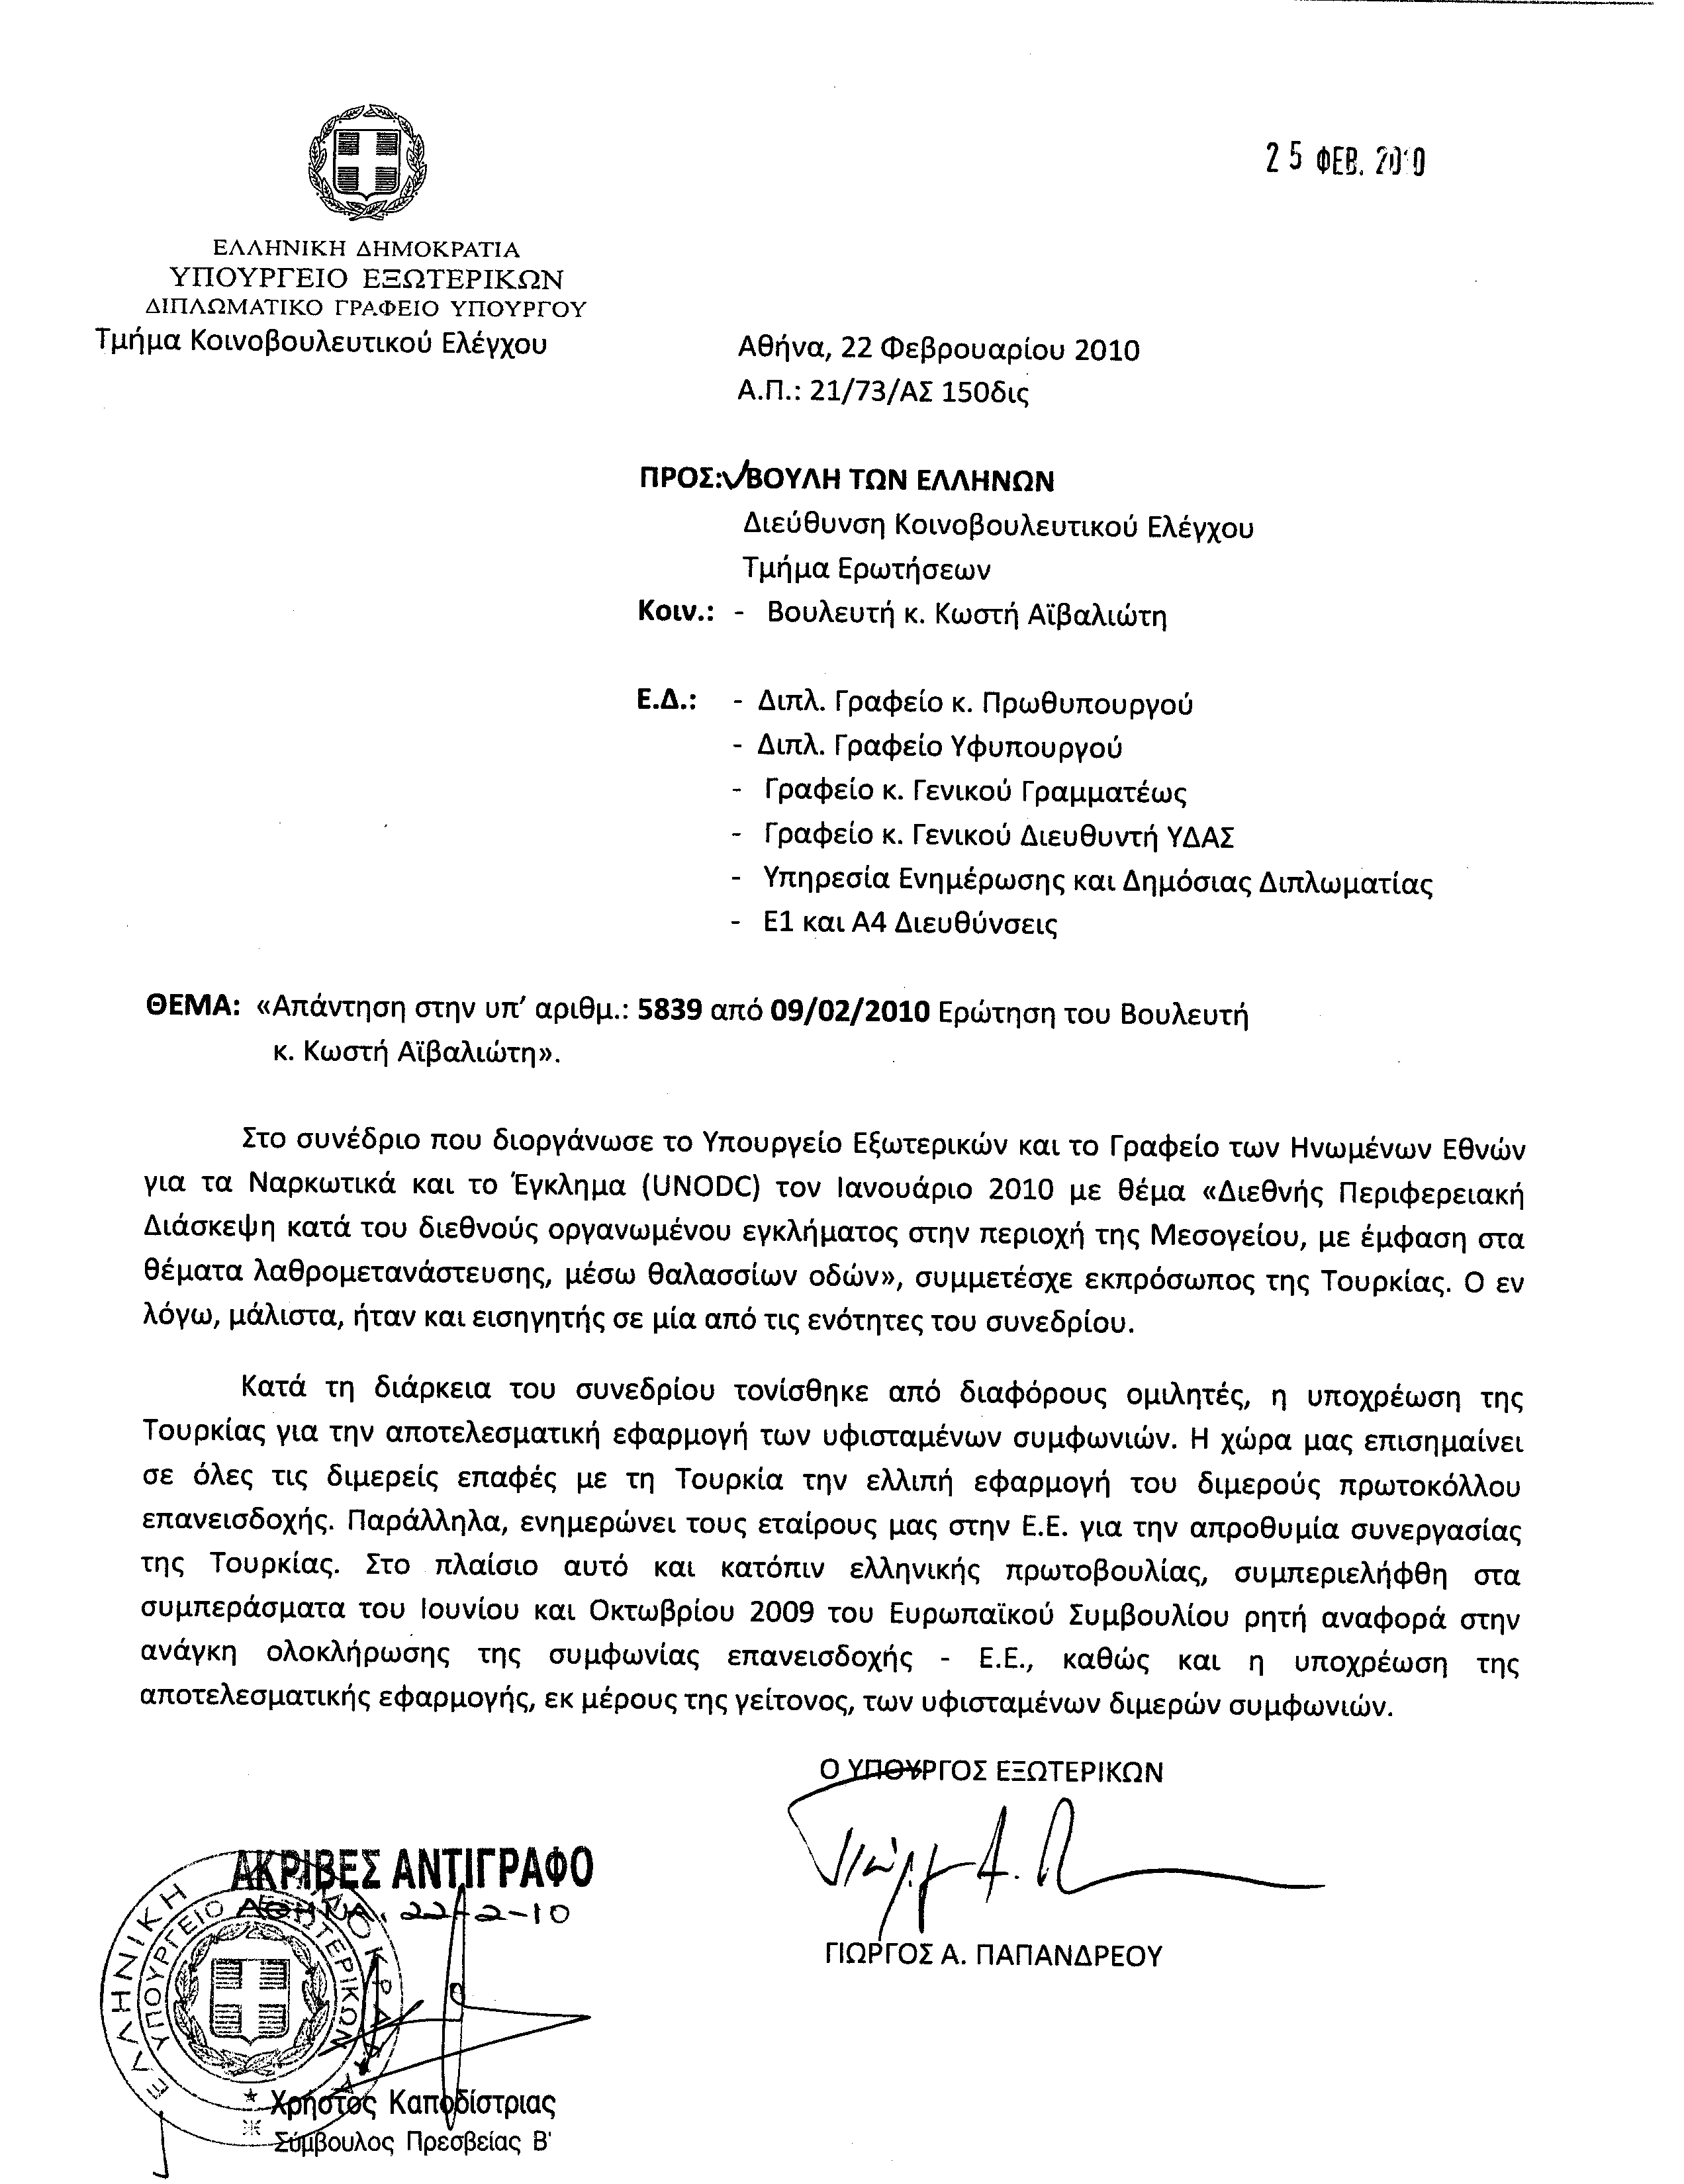 25 ΦΕΒ. 2010
ΕΛΛΗΝΙΚΗ ΔΗΜΟΚΡΑΤΙΑ
ΥΠΟΥΡΓΕΙΟ ΕΞΩΤΕΡΙΚΩΝ
ΔΙΠΛΩΜΑΤΙΚΟ ΓΡΑΦΕΙΟ ΥΠΟΥΡΓΟΥ
Τμήμα Κοινοβουλευτικού Ελέγχου
Αθήνα, 22 Φεβρουαρίου 2010
Α.Π.: 21/73/ΑΣ 150δις
ΠΡΟΣ: ΒΟΥΛΗ ΤΩΝ ΕΛΛΗΝΩΝ
Διεύθυνση Κοινοβουλευτικού Ελέγχου
Τμήμα Ερωτήσεων
Κοιν.: - Βουλευτή κ. Κωστή Αϊβαλιώτη
Ε.Δ.: - Διπλ. Γραφείο κ. Πρωθυπουργού
- Διπλ. Γραφείο Υφυπουργού
- Γραφείο κ. Γενικού Γραμματέως
- Γραφείο κ. Γενικού Διευθυντή ΥΔΑΣ
- Υπηρεσία Ενημέρωσης και Δημόσιας Διπλωματίας
- Ε1 και Α4 Διευθύνσεις
ΘΕΜΑ: «Απάντηση στην υπ’ αριθμ.: 5839 από 09/02/2010 Ερώτηση του Βουλευτή
κ. Κωστή Αϊβαλιώτη».
Στο συνέδριο που διοργάνωσε το Υπουργείο Εξωτερικών και το Γραφείο των Ηνωμένων Εθνών
για τα Ναρκωτικά και το Έγκλημα (UNODC) τον Ιανουάριο 2010 με θέμα «Διεθνής Περιφερειακή
Διάσκεψη κατά του διεθνούς οργανωμένου εγκλήματος στην περιοχή της Μεσογείου, με έμφαση στα
θέματα λαθρομετανάστευσης, μέσω θαλασσίων οδών», συμμετέσχε εκπρόσωπος της Τουρκίας. Ο εν
λόγω, μάλιστα, ήταν και εισηγητής σε μία από τις ενότητες του συνεδρίου.
Κατά τη διάρκεια του συνεδρίου τονίσθηκε από διαφόρους ομιλητές, η υποχρέωση της
Τουρκίας για την αποτελεσματική εφαρμογή των υφισταμένων συμφωνιών. Η χώρα μας επισημαίνει
σε όλες τις διμερείς επαφές με τη Τουρκία την ελλιπή εφαρμογή του διμερούς πρωτοκόλλου
επανεισδοχής. Παράλληλα, ενημερώνει τους εταίρους μας στην Ε.Ε. για την απροθυμία συνεργασίας
της Τουρκίας. Στο πλαίσιο αυτό και κατόπιν ελληνικής πρωτοβουλίας, συμπεριελήφθη στα
συμπεράσματα του Ιουνίου και Οκτωβρίου 2009 του Ευρωπαϊκού Συμβουλίου ρητή αναφορά στην
ανάγκη ολοκλήρωσης της συμφωνίας επανεισδοχής - Ε.Ε., καθώς και η υποχρέωση της
αποτελεσματικής εφαρμογής, εκ μέρους της γείτονος, των υφισταμένων διμερών συμφωνιών.
Ο ΥΠΟΥΡΓΟΣ ΕΞΩΤΕΡΙΚΩΝ
Γιώργ Α. Π
ΓΙΩΡΓΟΣ Α. ΠΑΠΑΝΔΡΕΟΥ
ΑΚΡΙΒΕΣ ΑΝΤΙΓΡΑΦΟ
ΑΘΗΝΑ, 22-2-10
ΕΛΛΗΝΙΚΗ ΔΗΜΟΚΡΑΤΙΑ
ΥΠΟΥΡΓΕΙΟ ΕΞΩΤΕΡΙΚΩΝ
Χρήστος Καποδίστριας
Σύμβουλος Πρεσβείας Β'